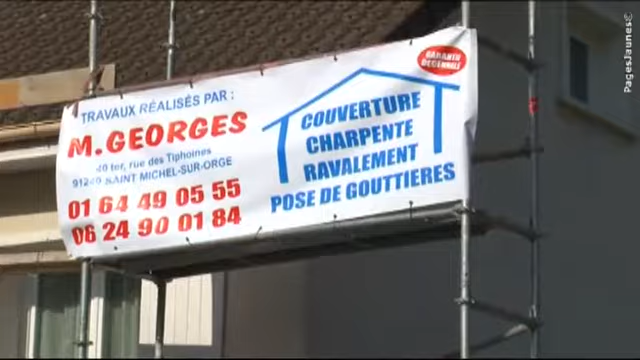 TRAVAUX RÉALISÉS PAR :
M. GEORGES
40 ter, rue des Tiphoines
91240 SAINT MICHEL-SUR-ORGE
01 64 49 05 55
06 24 90 01 84
GARANTIE
DECENNALE
COUVERTURE
CHARPENTE
RAVALEMENT
POSE DE GOUTTIERES
PagesJaunes©